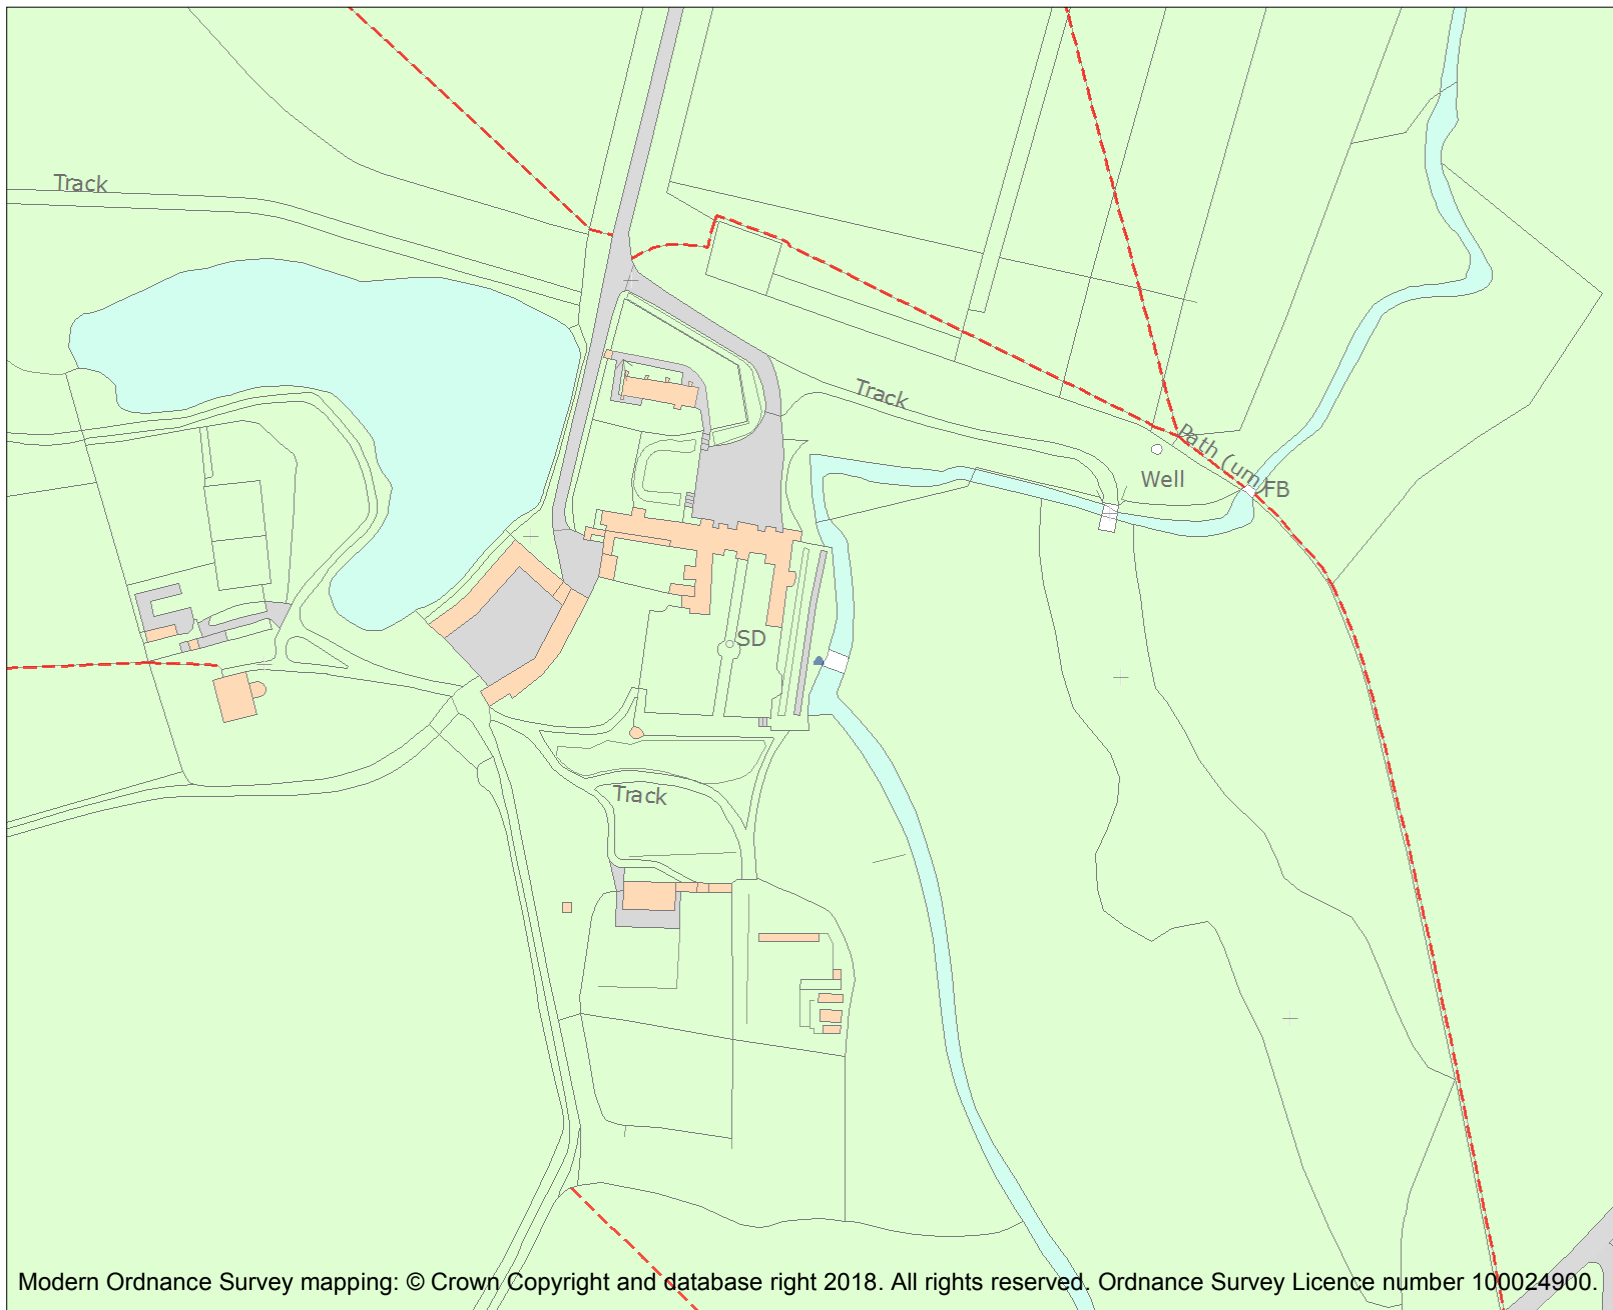 Track
Track
Path (um)
Well
FB
SD
Track
Modern Ordnance Survey mapping: © Crown Copyright and database right 2018. All rights reserved. Ordnance Survey Licence number 100024900.